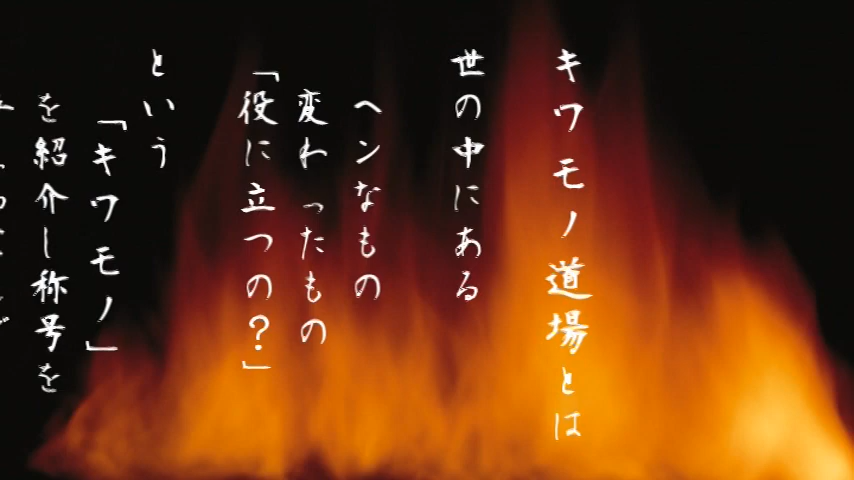 キワモノ道場とは
世の中にある
ヘンなもの
変わったもの
「役に立つの？」
という
「キワモノ」
を紹介し称号を